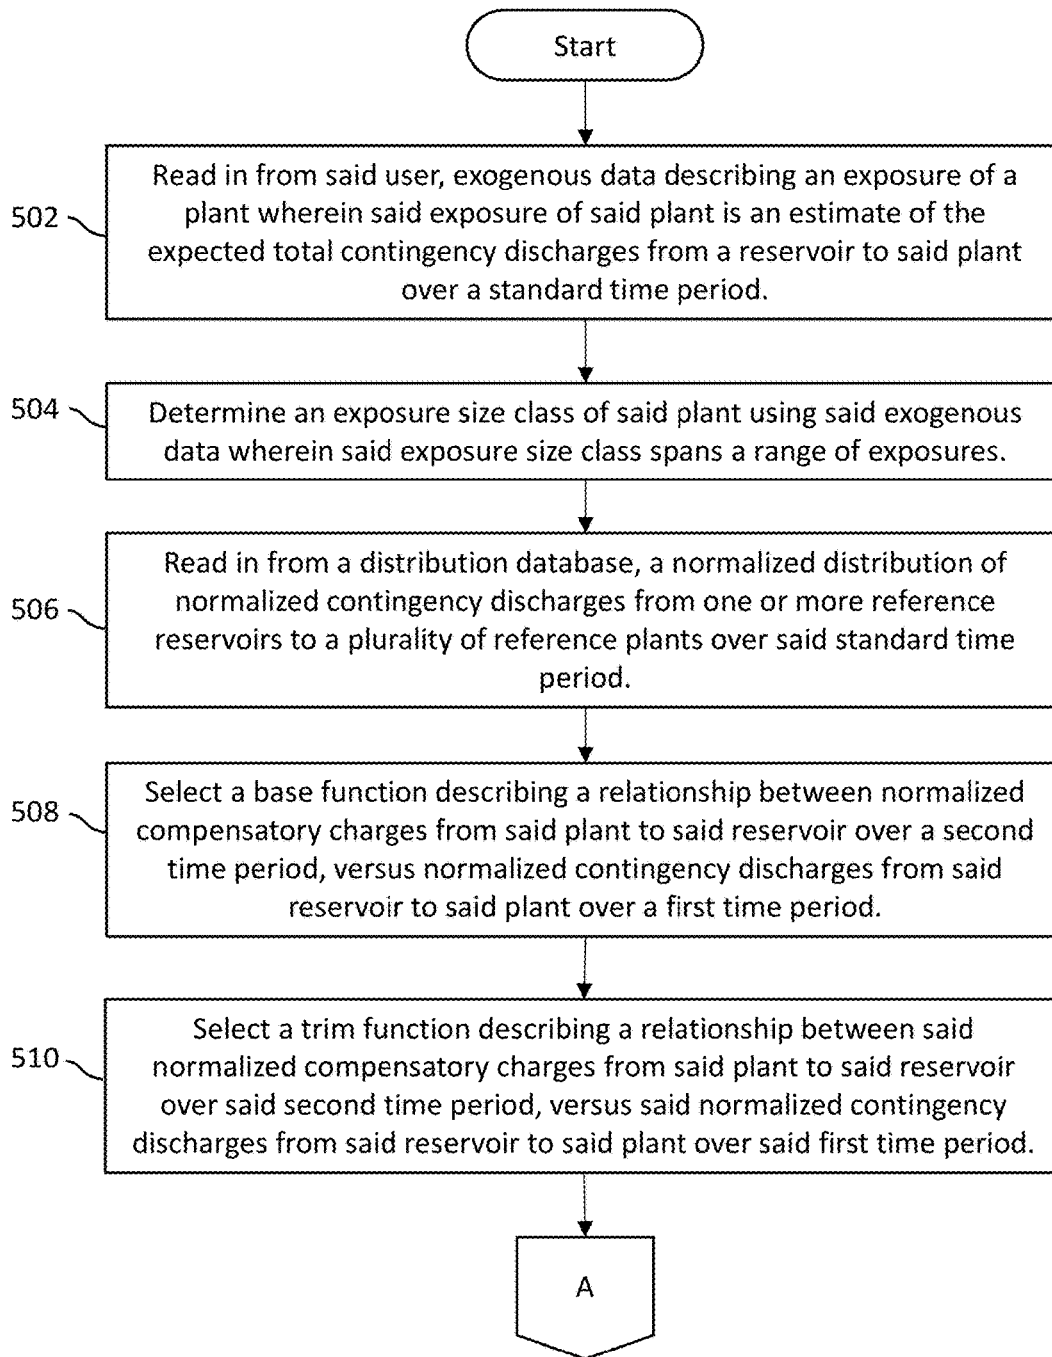 Start
502
Read in from said user, exogenous data describing an exposure of a
plant wherein said exposure of said plant is an estimate of the
expected total contingency discharges from a reservoir to said plant
over a standard time period.
504
Determine an exposure size class of said plant using said exogenous
data wherein said exposure size class spans a range of exposures.
506
Read in from a distribution database, a normalized distribution of
normalized contingency discharges from one or more reference
reservoirs to a plurality of reference plants over said standard time
period.
508
Select a base function describing a relationship between normalized
compensatory charges from said plant to said reservoir over a second
time period, versus normalized contingency discharges from said
reservoir to said plant over a first time period.
510
Select a trim function describing a relationship between said
normalized compensatory charges from said plant to said reservoir
over said second time period, versus said normalized contingency
discharges from said reservoir to said plant over said first time period.
A